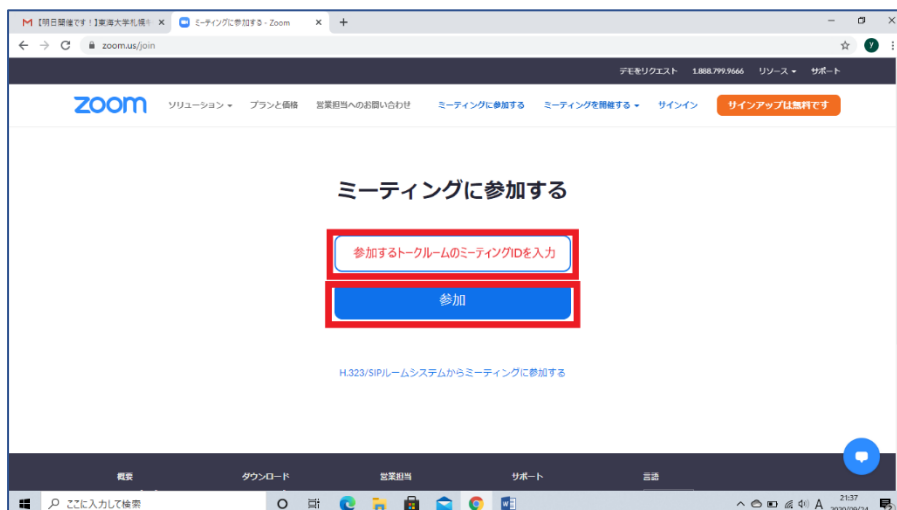 【明日開催です！】東海大学札幌キ
ミーティングに参加する - Zoom
zoom.us/join
y
デモをリクエスト 1.888.799.9666 リソース サポート
zoom ソリューション プランと価格 営業担当へのお問い合わせ ミーティングに参加する ミーティングを開催する サインイン サインアップは無料です
ミーティングに参加する
参加するトークルームのミーティングIDを入力
参加
H.323/SIPルームシステムからミーティングに参加する
概要 ダウンロード 営業担当 サポート 言語
ここに入力して検索
A
21:37
2020/09/24